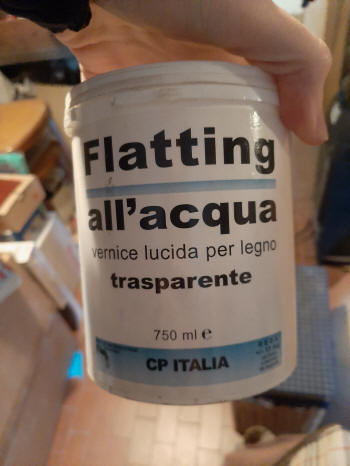 Flatting
all'acqua
vernice lucida per legno
trasparente
750 ml ℮
CP ITALIA